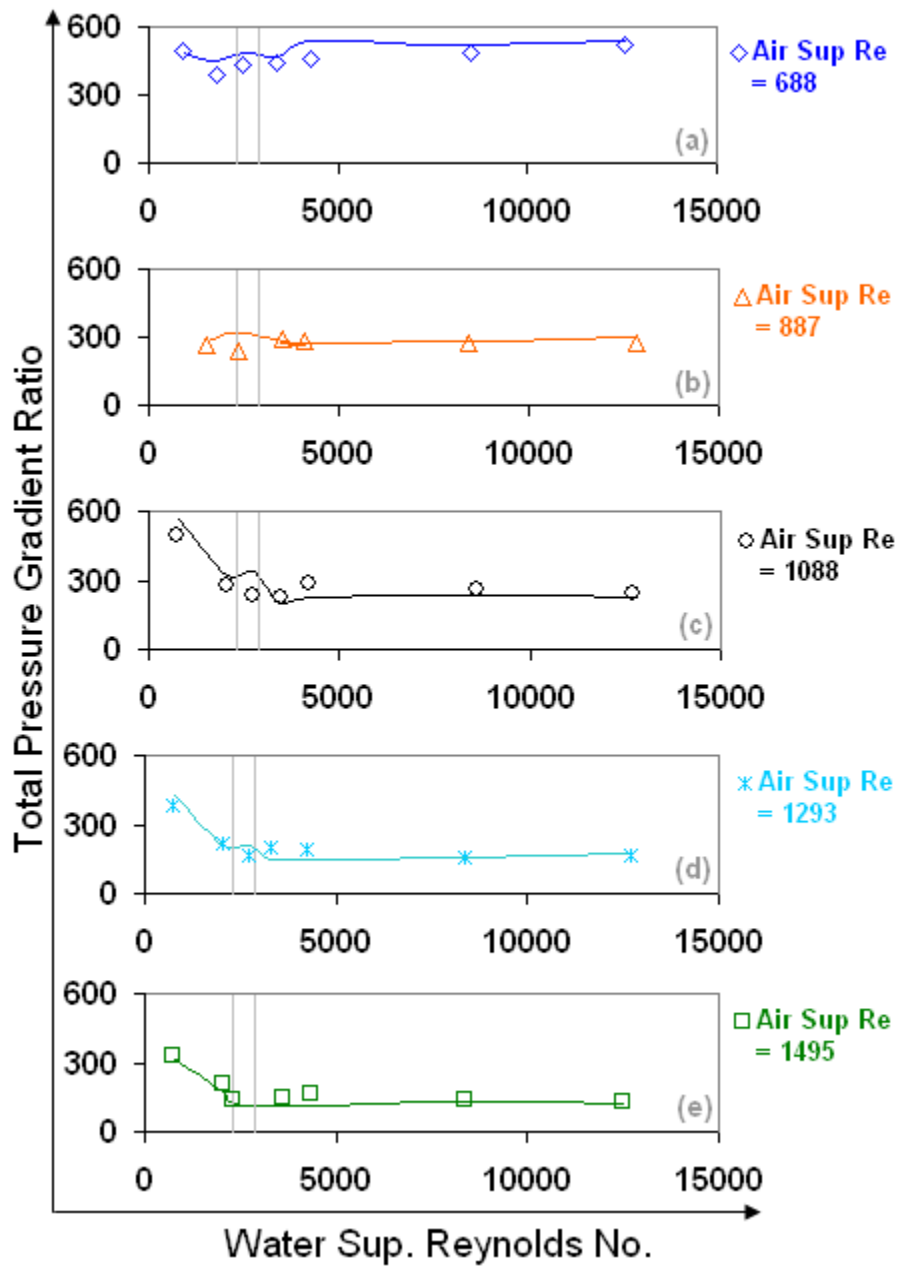 Total Pressure Gradient Ratio
600
300
0
0 5000 10000 15000
(a)
Air Sup Re
= 688
600
300
0
0 5000 10000 15000
(b)
Air Sup Re
= 887
600
300
0
0 5000 10000 15000
(c)
Air Sup Re
= 1088
600
300
0
0 5000 10000 15000
(d)
Air Sup Re
= 1293
600
300
0
0 5000 10000 15000
(e)
Air Sup Re
= 1495
Water Sup. Reynolds No.